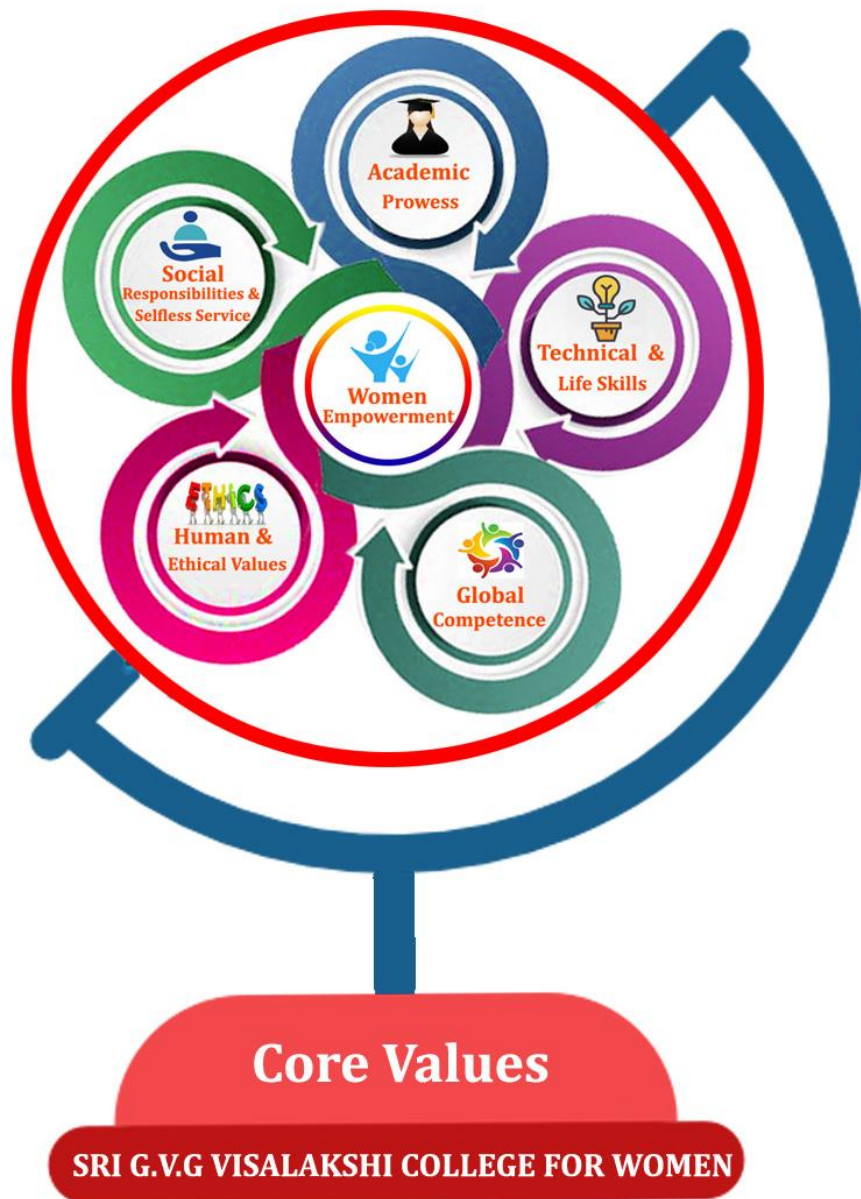 Academic
Prowess
Social
Responsibilities &
Selfless Service
Technical &
Life Skills
Women
Empowerment
ETHICS
Human &
Ethical Values
Global
Competence
Core Values
SRI G.V.G VISALAKSHI COLLEGE FOR WOMEN